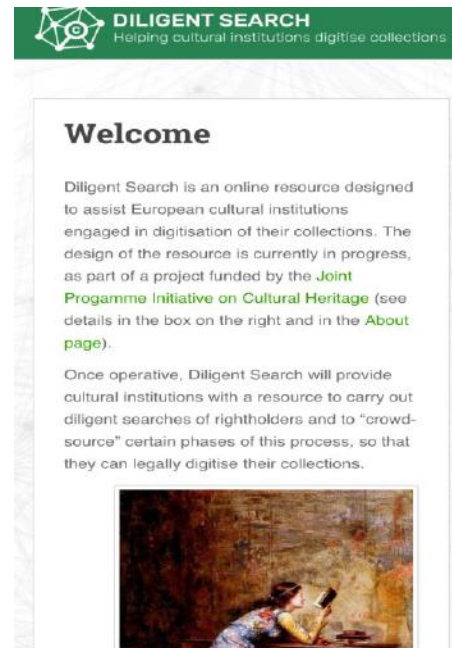 DILIGENT SEARCH
Helping cultural institutions digitise collections
Welcome
Diligent Search is an online resource designed
to assist European cultural institutions
engaged in digitisation of their collections. The
design of the resource is currently in progress,
as part of a project funded by the Joint
Progamme Initiative on Cultural Heritage (see
details in the box on the right and in the About
page).
Once operative, Diligent Search will provide
cultural institutions with a resource to carry out
diligent searches of rightholders and to “crowd-
source” certain phases of this process, so that
they can legally digitise their collections.